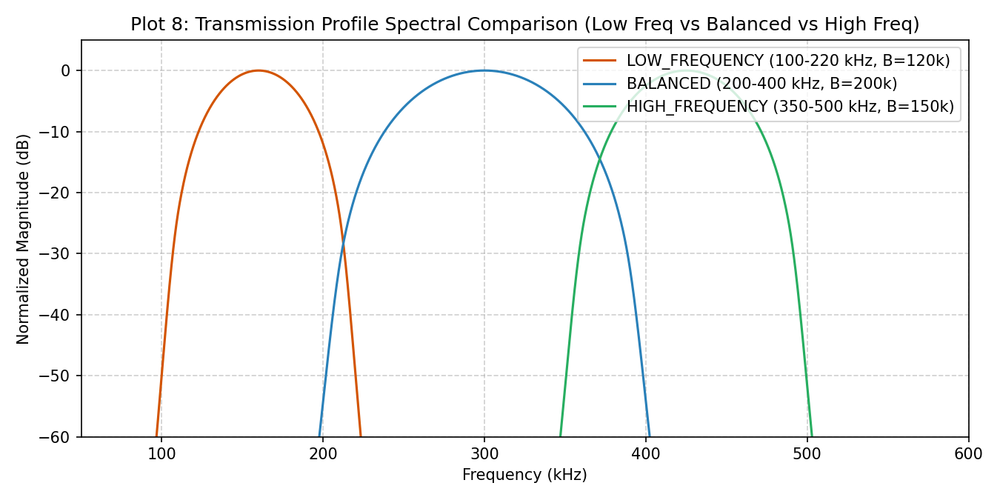 Plot 8: Transmission Profile Spectral Comparison (Low Freq vs Balanced vs High Freq)
LOW_FREQUENCY (100-220 kHz, B=120k)
BALANCED (200-400 kHz, B=200k)
HIGH_FREQUENCY (350-500 kHz, B=150k)
Normalized Magnitude (dB)
0
−10
−20
−30
−40
−50
−60
100 200 300 400 500 600
Frequency (kHz)